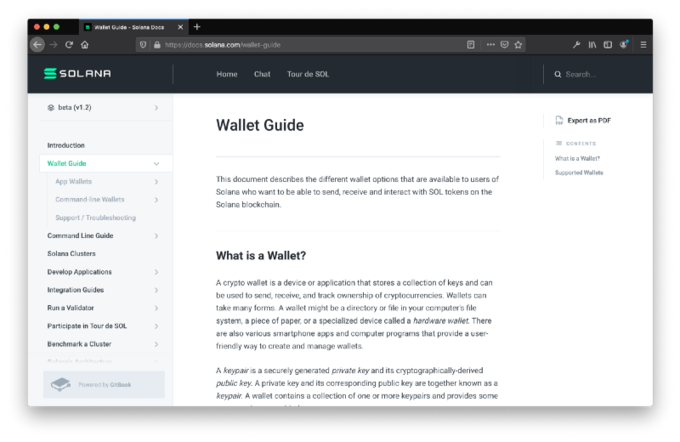 Wallet Guide - Solana Docs
https://docs.solana.com/wallet-guide
SOLANA
Home
Chat
Tour de SOL
Search...
beta (v1.2)
Introduction
Wallet Guide
App Wallets
Command-line Wallets
Support / Troubleshooting
Command Line Guide
Solana Clusters
Develop Applications
Integration Guides
Run a Validator
Participate in Tour de SOL
Benchmark a Cluster
Powered by GitBook
Wallet Guide
This document describes the different wallet options that are available to users of
Solana who want to be able to send, receive and interact with SOL tokens on the
Solana blockchain.
What is a Wallet?
A crypto wallet is a device or application that stores a collection of keys and can
be used to send, receive, and track ownership of cryptocurrencies. Wallets can
take many forms. A wallet might be a directory or file in your computer's file
system, a piece of paper, or a specialized device called a hardware wallet. There
are also various smartphone apps and computer programs that provide a user-
friendly way to create and manage wallets.
A keypair is a securely generated private key and its cryptographically-derived
public key. A private key and its corresponding public key are together known as a
keypair. A wallet contains a collection of one or more keypairs and provides some
Export as PDF
CONTENTS
What is a Wallet?
Supported Wallets